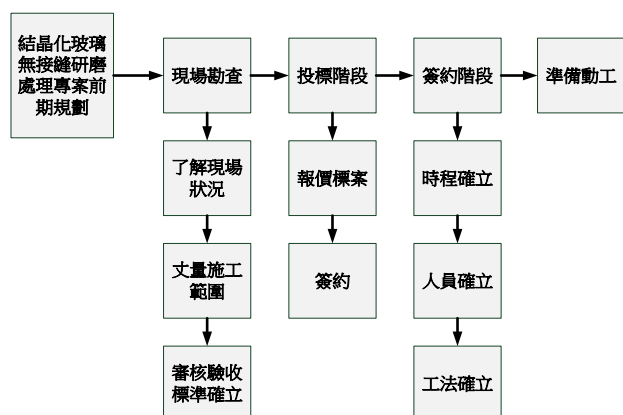 結晶化玻璃
無接縫研磨
處理專案前
期規劃
現場勘查
投標階段
簽約階段
準備動工
了解現場
狀況
報價標案
時程確立
丈量施工
範圍
簽約
人員確立
審核驗收
標準確立
工法確立